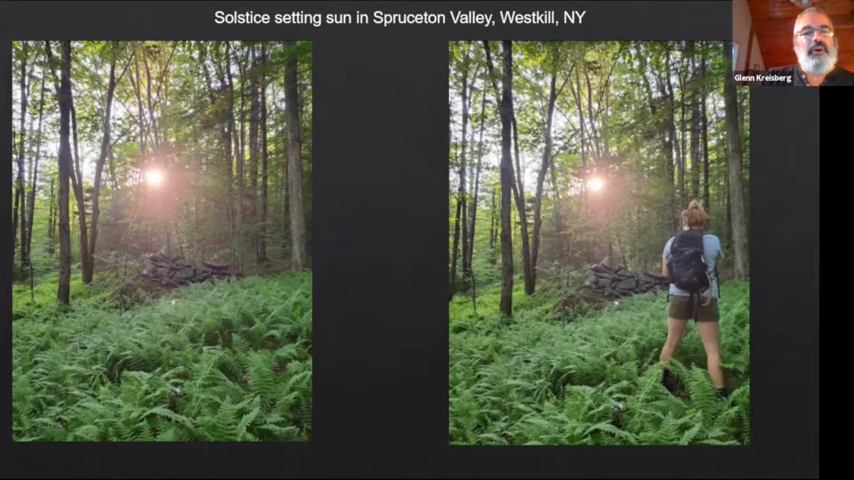 Solstice setting sun in Spruceton Valley, Westkill, NY
Glenn Kreisberg